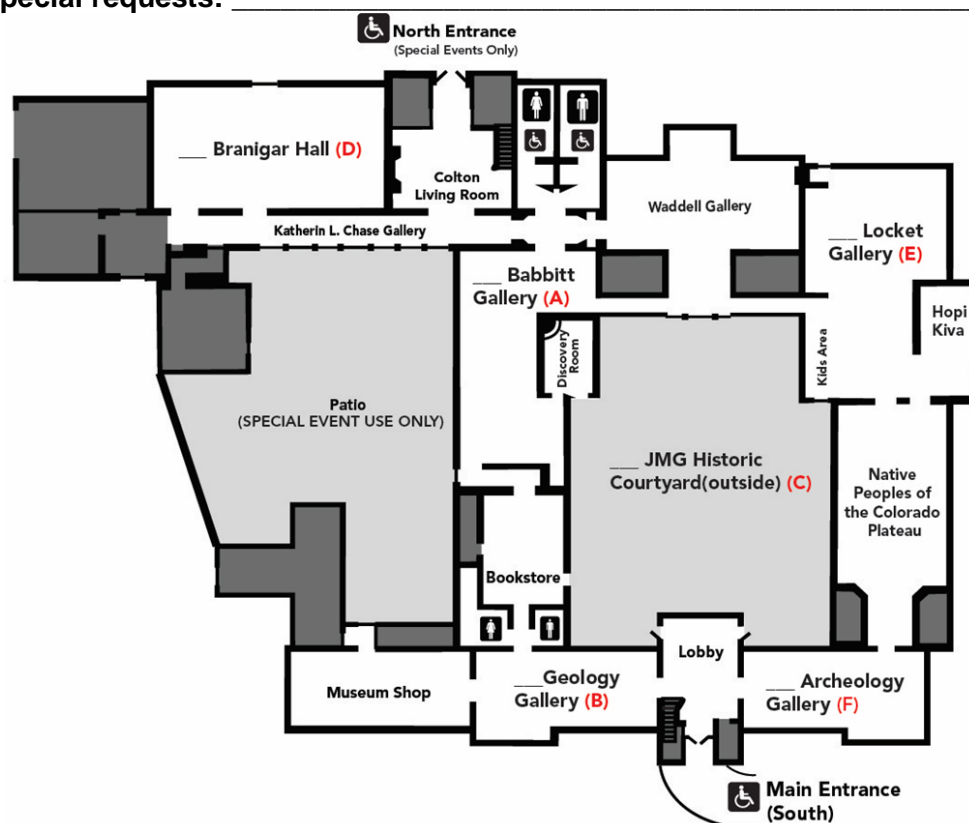 pecial requests: ______________________________
North Entrance
(Special Events Only)
___ Branigar Hall (D)
Colton
Living Room
Waddell Gallery
Katherin L. Chase Gallery
___ Locket
Gallery (E)
___ Babbitt
Gallery (A)
Hopi
Kiva
Discovery
Room
Kids Area
Patio
(SPECIAL EVENT USE ONLY)
___ JMG Historic
Courtyard(outside) (C)
Native
Peoples of
the Colorado
Plateau
Bookstore
Lobby
Museum Shop
___Geology
Gallery (B)
___ Archeology
Gallery (F)
Main Entrance
(South)